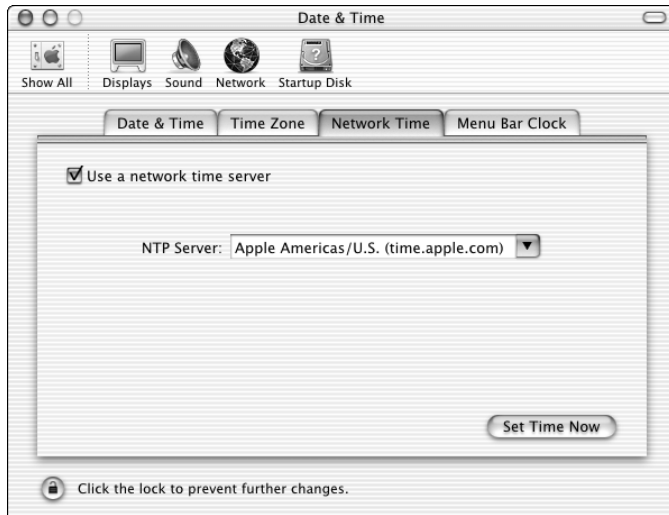 Date & Time
Show All Displays Sound Network Startup Disk
Date & Time Time Zone Network Time Menu Bar Clock
Use a network time server
NTP Server: Apple Americas/U.S. (time.apple.com)
Set Time Now
Click the lock to prevent further changes.